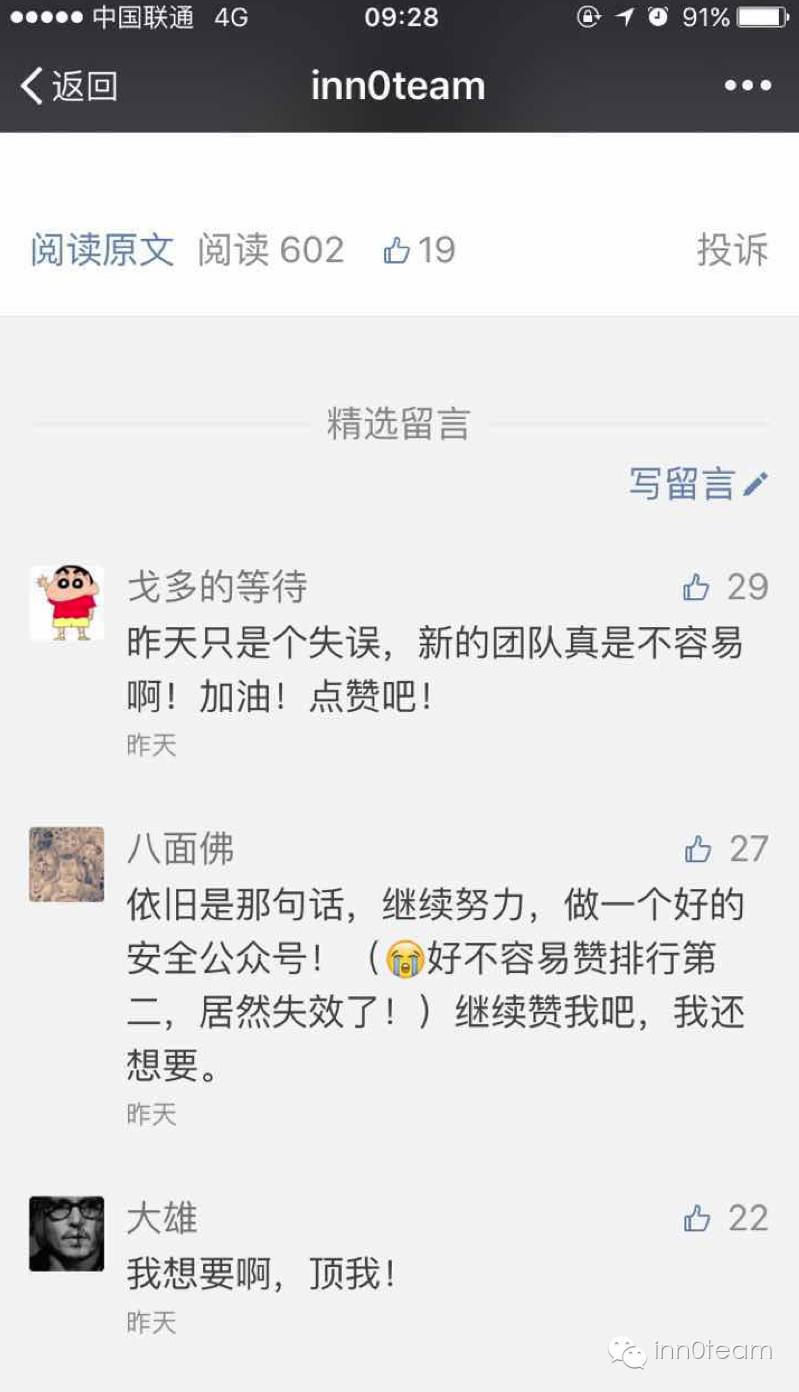 中国联通 4G 09:28 91%
返回 inn0team
阅读原文 阅读 602 19 投诉
精选留言
写留言
戈多的等待 29
昨天只是个失误，新的团队真是不容易
啊！加油！点赞吧！
昨天
八面佛 27
依旧是那句话，继续努力，做一个好的
安全公众号！（😭好不容易赞排行第
二，居然失效了！）继续赞我吧，我还
想要。
昨天
大雄 22
我想要啊，顶我！
昨天
inn0team